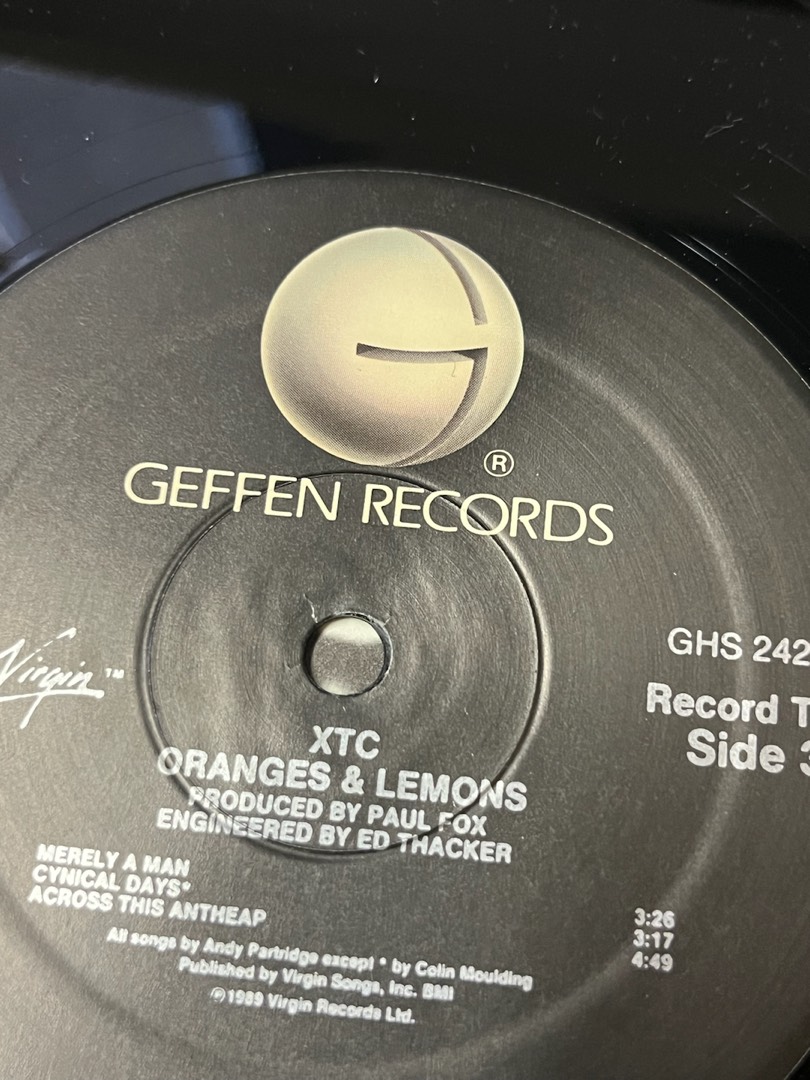 ®
GEFFEN RECORDS
Virgin ™
GHS 242
Record T
Side 3
XTC
ORANGES & LEMONS
PRODUCED BY PAUL FOX
ENGINEERED BY ED THACKER
MERELY A MAN 3:26
CYNICAL DAYS* 3:17
ACROSS THIS ANTHEAP 4:49
All songs by Andy Partridge except * by Colin Moulding
Published by Virgin Songs, Inc. BMI
℗1989 Virgin Records Ltd.